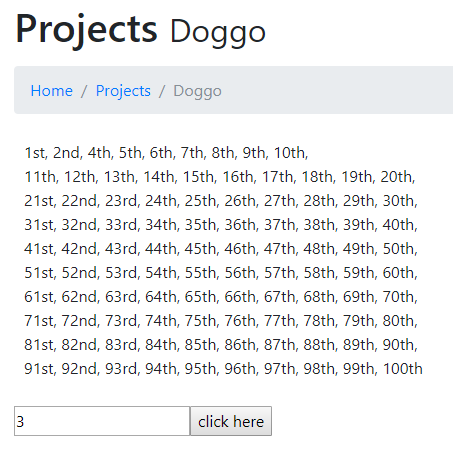 Projects Doggo
Home / Projects / Doggo
1st, 2nd, 4th, 5th, 6th, 7th, 8th, 9th, 10th,
11th, 12th, 13th, 14th, 15th, 16th, 17th, 18th, 19th, 20th,
21st, 22nd, 23rd, 24th, 25th, 26th, 27th, 28th, 29th, 30th,
31st, 32nd, 33rd, 34th, 35th, 36th, 37th, 38th, 39th, 40th,
41st, 42nd, 43rd, 44th, 45th, 46th, 47th, 48th, 49th, 50th,
51st, 52nd, 53rd, 54th, 55th, 56th, 57th, 58th, 59th, 60th,
61st, 62nd, 63rd, 64th, 65th, 66th, 67th, 68th, 69th, 70th,
71st, 72nd, 73rd, 74th, 75th, 76th, 77th, 78th, 79th, 80th,
81st, 82nd, 83rd, 84th, 85th, 86th, 87th, 88th, 89th, 90th,
91st, 92nd, 93rd, 94th, 95th, 96th, 97th, 98th, 99th, 100th
3 click here